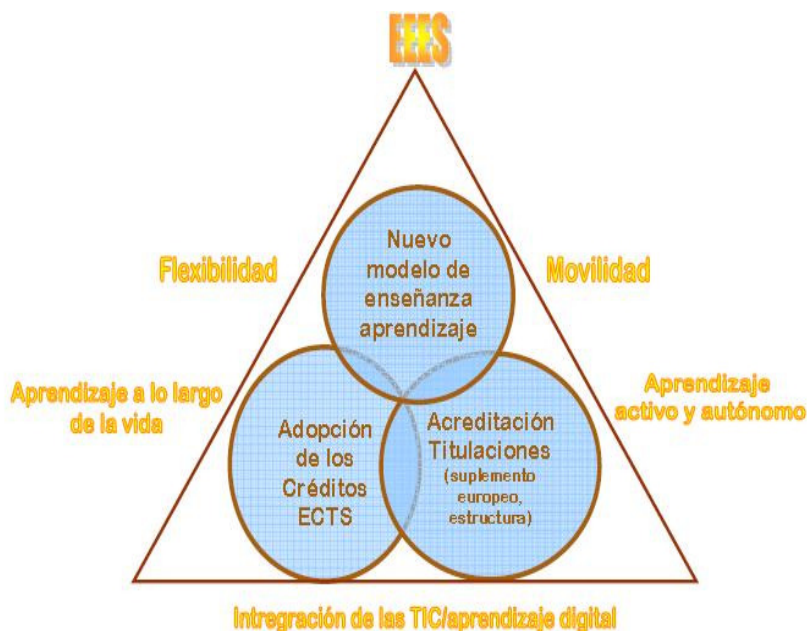 EEES
Nuevo
modelo de
enseñanza
aprendizaje
Flexibilidad
Movilidad
Aprendizaje a lo largo
de la vida
Aprendizaje
activo y autónomo
Adopción
de los
Créditos
ECTS
Acreditación
Titulaciones
(suplemento
europeo,
estructura)
Intregración de las TIC/aprendizaje digital